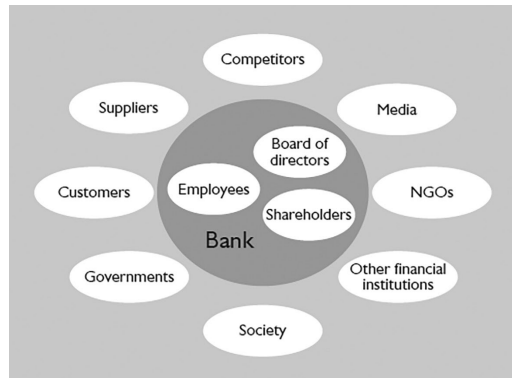 Competitors
Suppliers
Media
Board of
directors
Customers
Employees
NGOs
Shareholders
Bank
Governments
Other financial
institutions
Society